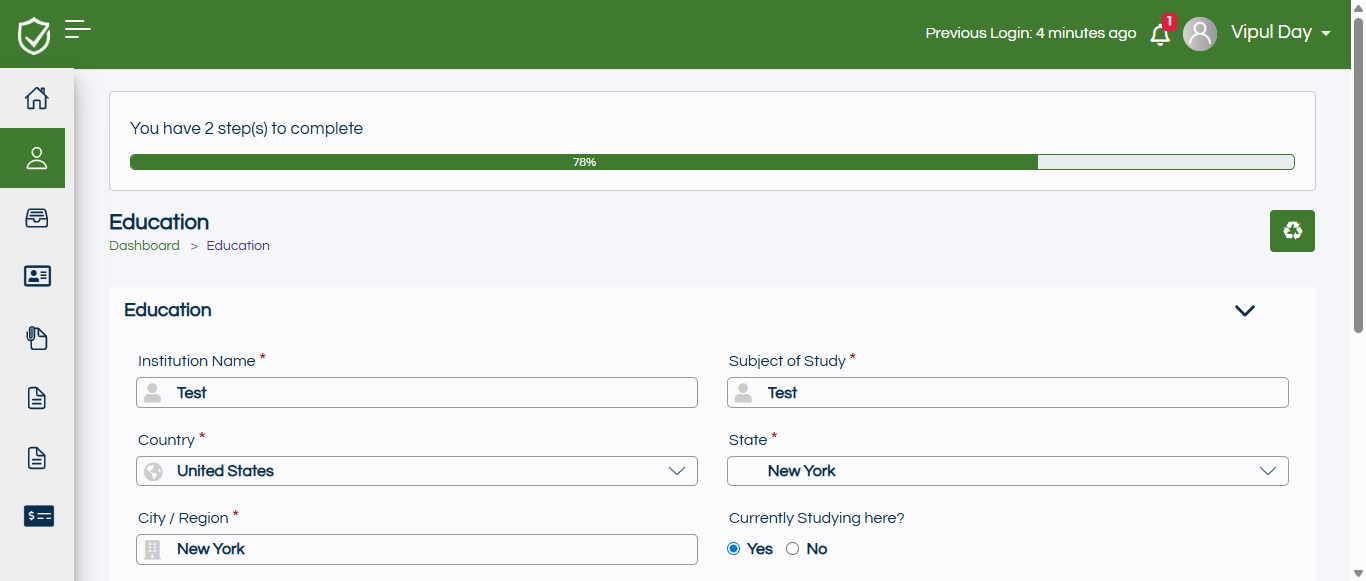 Previous Login: 4 minutes ago 1 Vipul Day
You have 2 step(s) to complete
78%
Education
Dashboard > Education
Education
Institution Name * Subject of Study *
Test Test
Country * State *
United States New York
City / Region * Currently Studying here?
New York Yes No